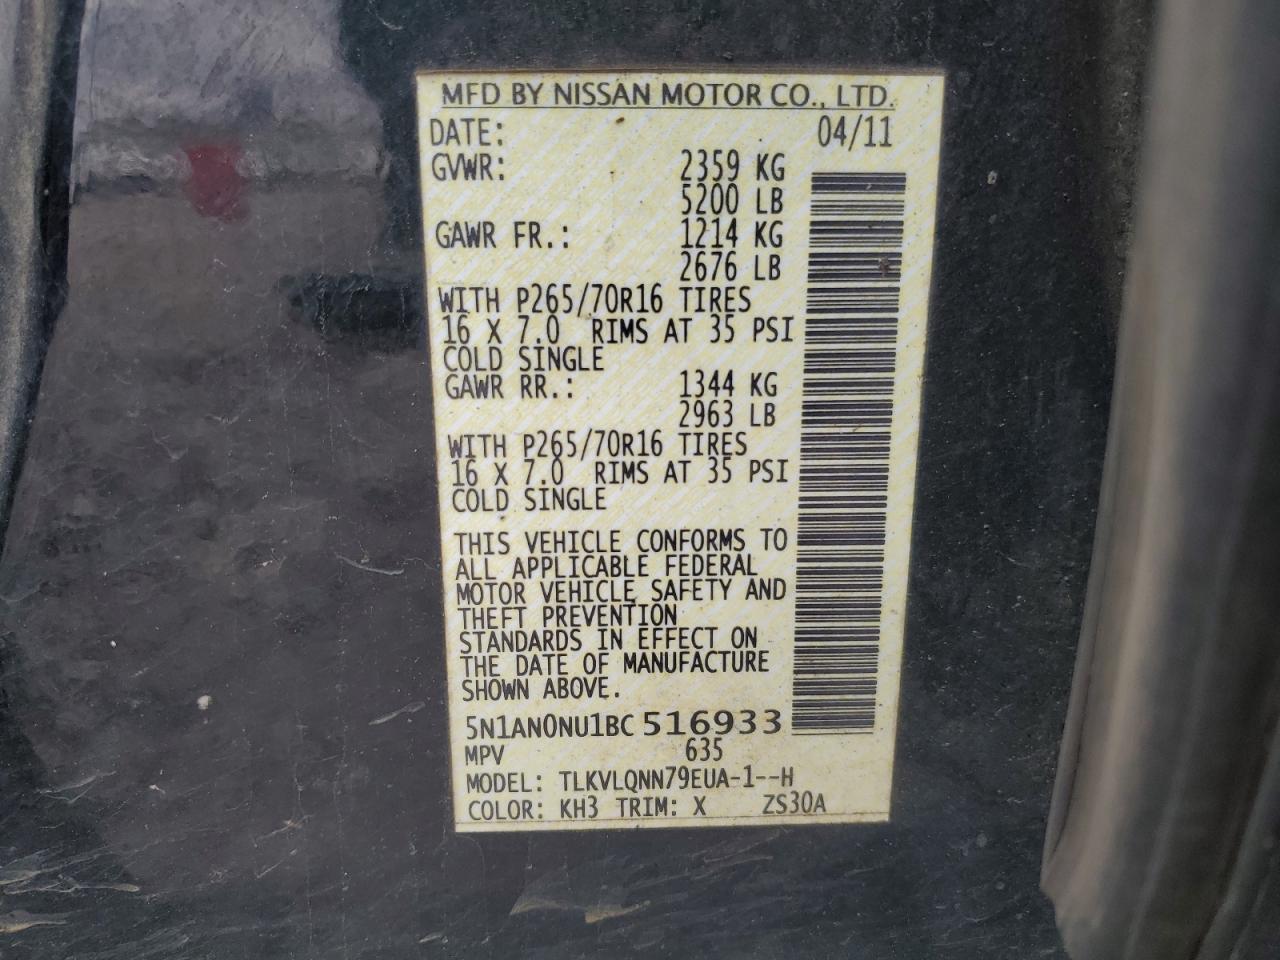 MFD BY NISSAN MOTOR CO., LTD.
DATE: 04/11
GVWR: 2359 KG
5200 LB
GAWR FR.: 1214 KG
2676 LB
WITH P265/70R16 TIRES
16 X 7.0 RIMS AT 35 PSI
COLD SINGLE
GAWR RR.: 1344 KG
2963 LB
WITH P265/70R16 TIRES
16 X 7.0 RIMS AT 35 PSI
COLD SINGLE
THIS VEHICLE CONFORMS TO
ALL APPLICABLE FEDERAL
MOTOR VEHICLE SAFETY AND
THEFT PREVENTION
STANDARDS IN EFFECT ON
THE DATE OF MANUFACTURE
SHOWN ABOVE.
5N1AN0NU1BC 516933
MPV 635
MODEL: TLKVLQNN79EUA-1--H
COLOR: KH3 TRIM: X ZS30A